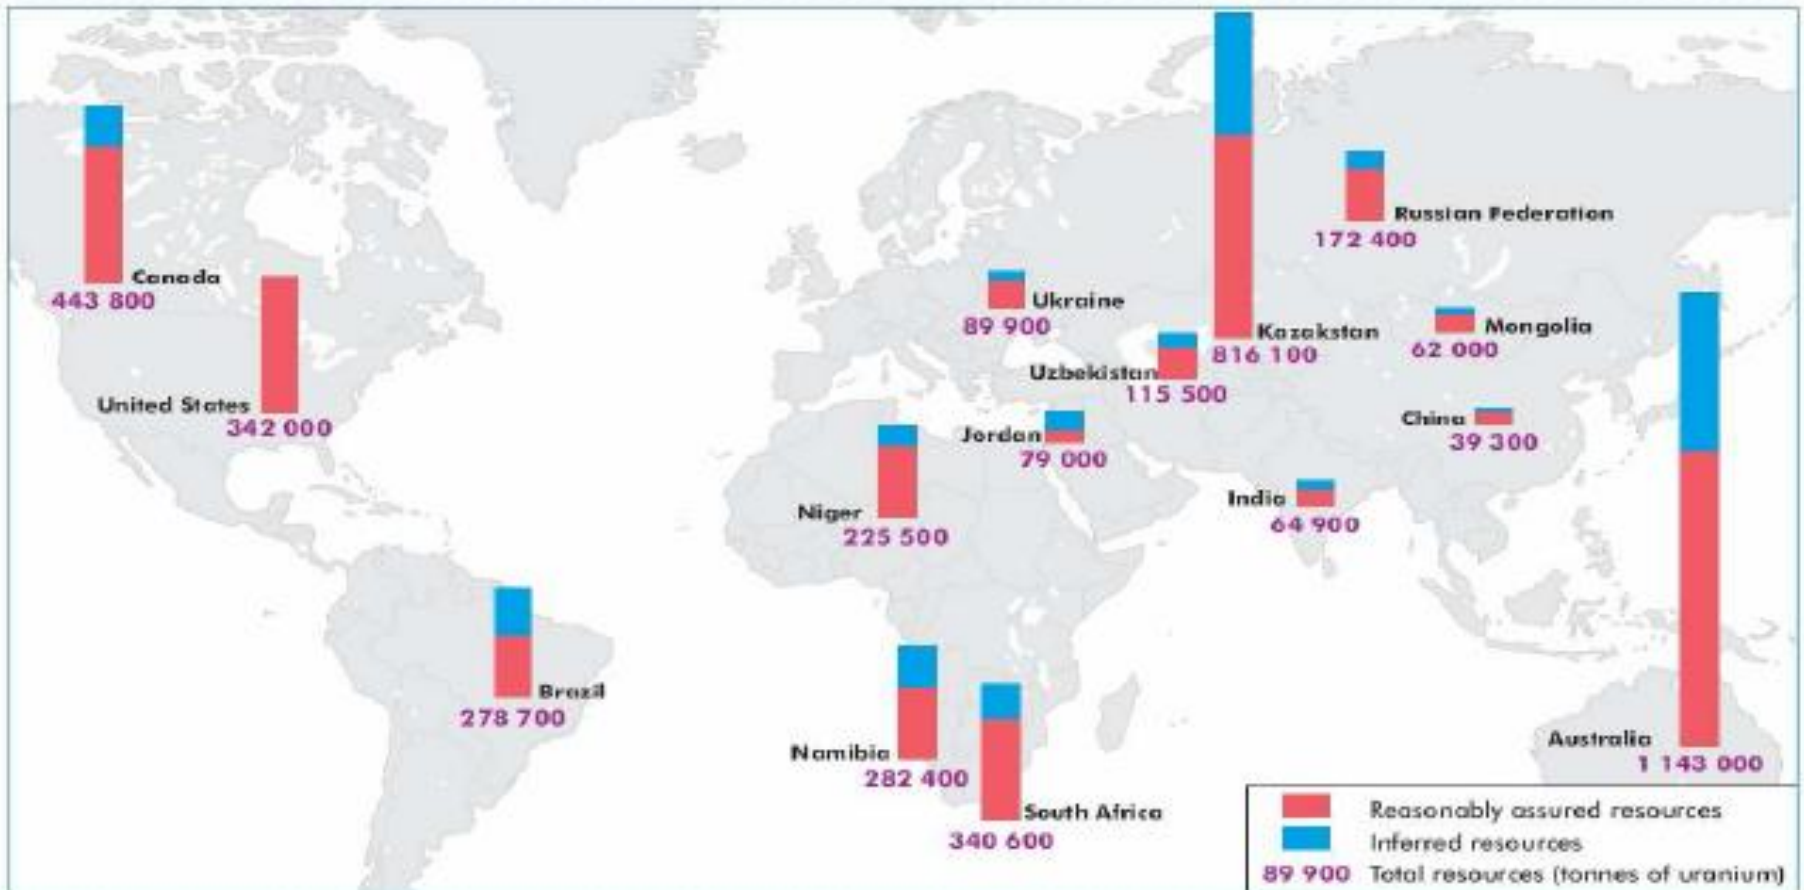 Canada
443 800
United States
342 000
Brazil
278 700
Ukraine
89 900
Uzbekistan
115 500
Kazakstan
816 100
Russian Federation
172 400
Mongolia
62 000
China
39 300
Jordan
79 000
India
64 900
Niger
225 500
Namibia
282 400
South Africa
340 600
Australia
1 143 000
Reasonably assured resources
Inferred resources
89 900 Total resources (tonnes of uranium)